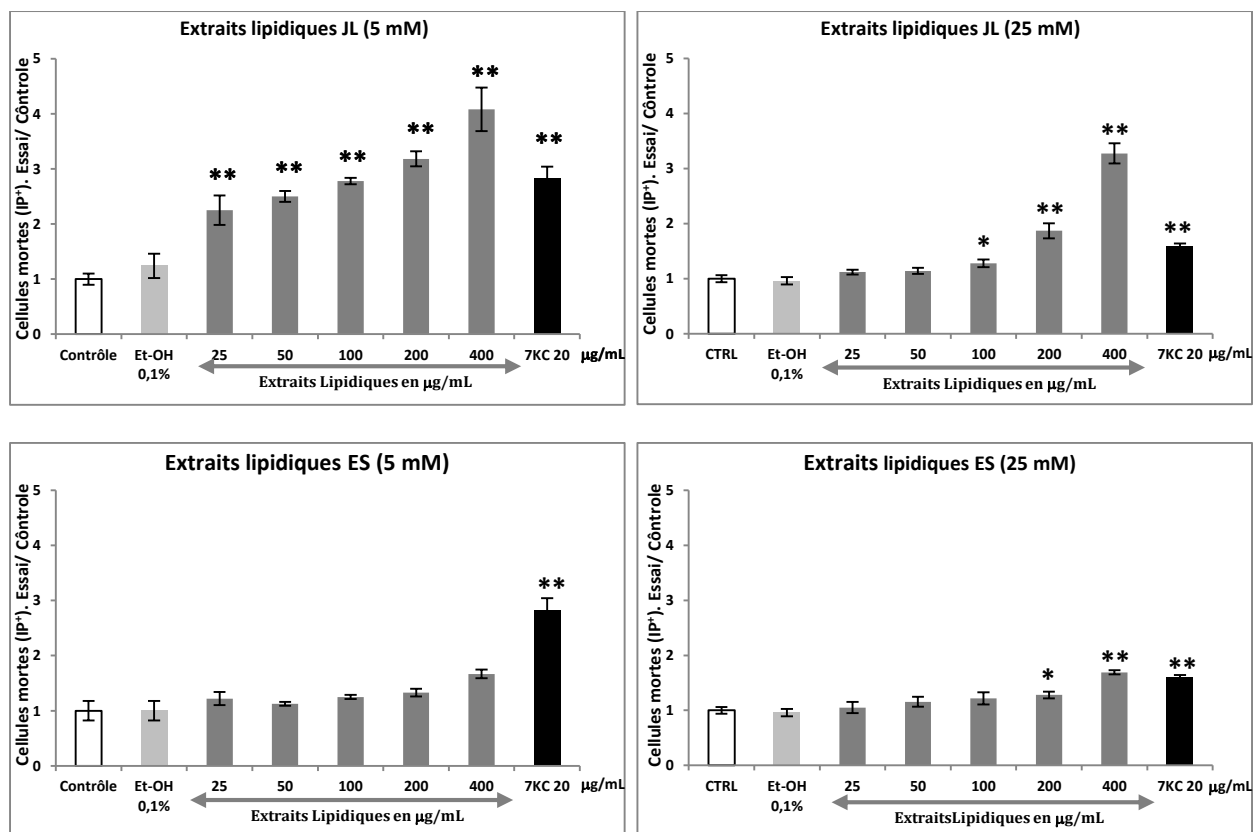 Extraits lipidiques JL (5 mM)
Cellules mortes (IP⁺). Essai/ Côntrole
5
4
3
2
1
0
** ** ** ** ** **
Contrôle Et-OH 25 50 100 200 400 7KC 20 µg/mL
0,1%
Extraits Lipidiques en µg/mL
Extraits lipidiques JL (25 mM)
Cellules mortes (IP⁺). Essai/ Côntrole
5
4
3
2
1
0
* ** ** **
CTRL Et-OH 25 50 100 200 400 7KC 20 µg/mL
0,1%
Extraits Lipidiques en µg/mL
Extraits lipidiques ES (5 mM)
Cellules mortes (IP⁺). Essai/ Côntrole
5
4
3
2
1
0
**
Contrôle Et-OH 25 50 100 200 400 7KC 20 µg/mL
0,1%
Extraits Lipidiques en µg/mL
Extraits lipidiques ES (25 mM)
Cellules mortes (IP⁺). Essai/ Côntrole
5
4
3
2
1
0
* ** **
CTRL Et-OH 25 50 100 200 400 7KC 20 µg/mL
0,1%
ExtraitsLipidiques en µg/mL